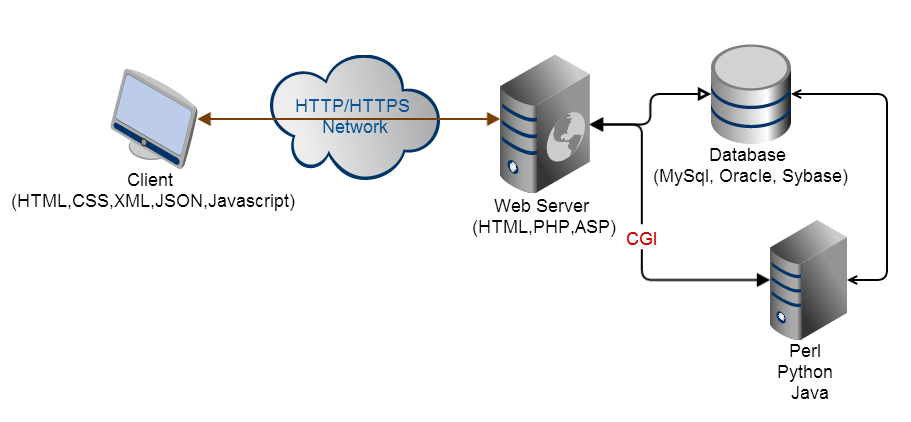 HTTP/HTTPS
Network
Client
(HTML,CSS,XML,JSON,Javascript)
Web Server
(HTML,PHP,ASP)
Database
(MySql, Oracle, Sybase)
CGI
Perl
Python
Java